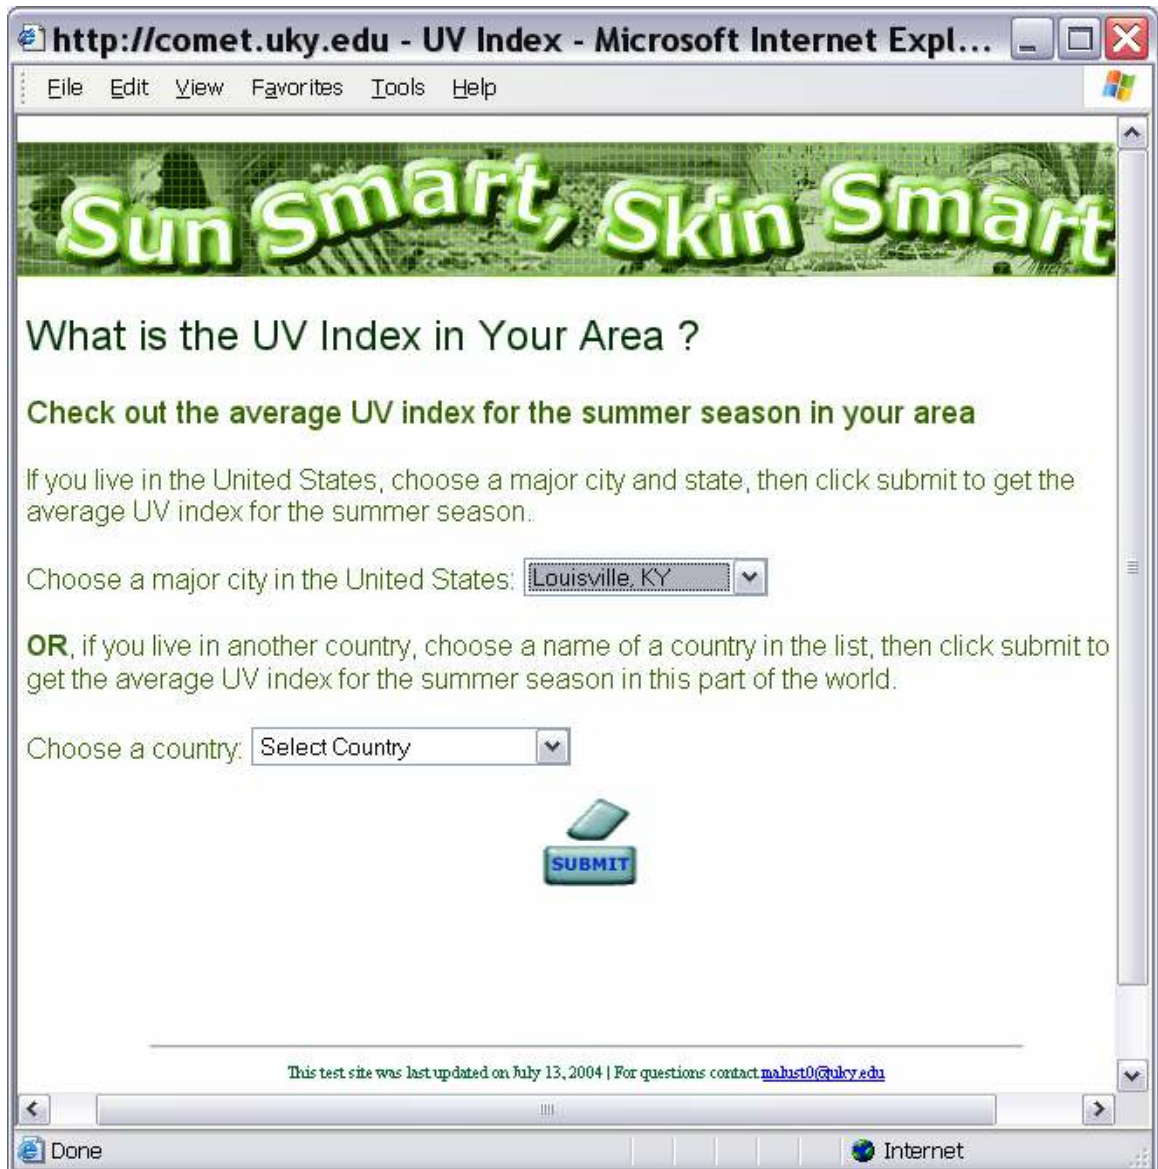 http://comet.uky.edu - UV Index - Microsoft Internet Expl...
File Edit View Favorites Tools Help
Sun Smart, Skin Smart
What is the UV Index in Your Area ?
Check out the average UV index for the summer season in your area
If you live in the United States, choose a major city and state, then click submit to get the
average UV index for the summer season.
Choose a major city in the United States: Louisville, KY
OR, if you live in another country, choose a name of a country in the list, then click submit to
get the average UV index for the summer season in this part of the world.
Choose a country: Select Country
SUBMIT
This test site was last updated on July 13, 2004 | For questions contact malust0@uky.edu
Done Internet